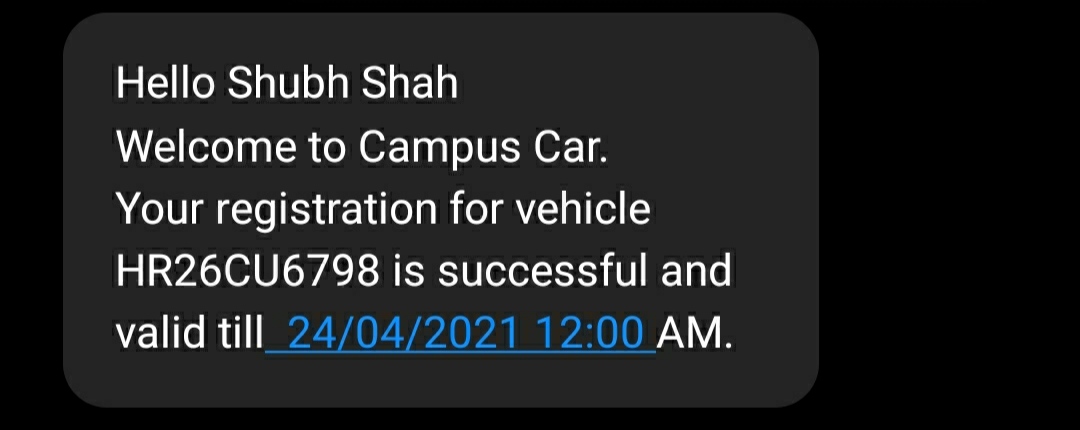 Hello Shubh Shah
Welcome to Campus Car.
Your registration for vehicle
HR26CU6798 is successful and
valid till  24/04/2021 12:00 AM.